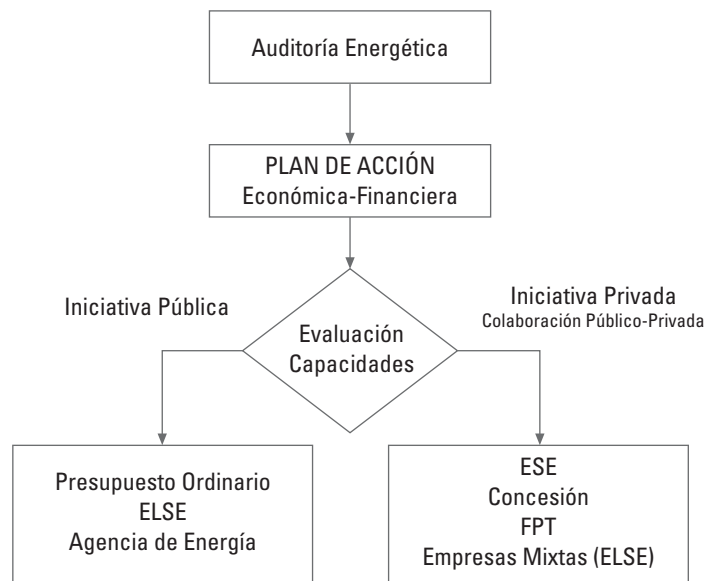 Auditoría Energética
PLAN DE ACCIÓN
Económica-Financiera
Iniciativa Pública
Iniciativa Privada
Colaboración Público-Privada
Evaluación
Capacidades
Presupuesto Ordinario
ELSE
Agencia de Energía
ESE
Concesión
FPT
Empresas Mixtas (ELSE)